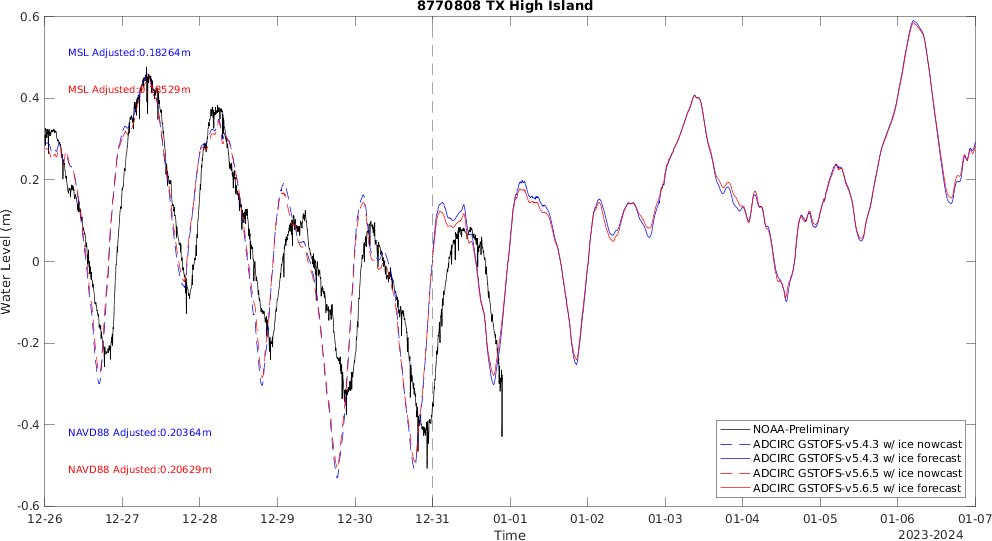 8770808 TX High Island
Water Level (m)
0.6
0.4
0.2
0
-0.2
-0.4
-0.6
MSL Adjusted:0.18264m
MSL Adjusted:0.18529m
NAVD88 Adjusted:0.20364m
NAVD88 Adjusted:0.20629m
NOAA-Preliminary
ADCIRC GSTOFS-v5.4.3 w/ ice nowcast
ADCIRC GSTOFS-v5.4.3 w/ ice forecast
ADCIRC GSTOFS-v5.6.5 w/ ice nowcast
ADCIRC GSTOFS-v5.6.5 w/ ice forecast
12-26 12-27 12-28 12-29 12-30 12-31 01-01 01-02 01-03 01-04 01-05 01-06 01-07
Time
2023-2024